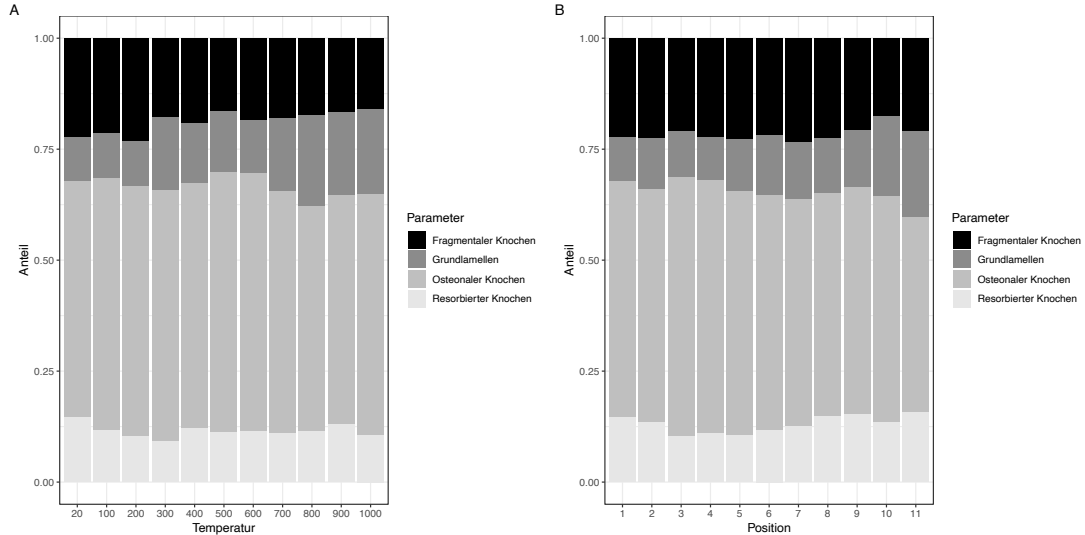 A
Anteil
1.00
0.75
0.50
0.25
0.00
20 100 200 300 400 500 600 700 800 900 1000
Temperatur
Parameter
Fragmentaler Knochen
Grundlamellen
Osteonaler Knochen
Resorbierter Knochen
B
Anteil
1.00
0.75
0.50
0.25
0.00
1 2 3 4 5 6 7 8 9 10 11
Position
Parameter
Fragmentaler Knochen
Grundlamellen
Osteonaler Knochen
Resorbierter Knochen